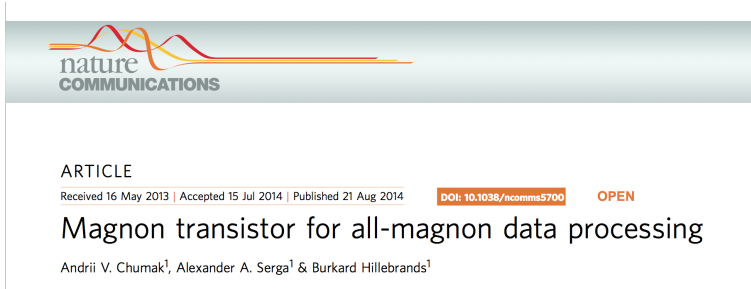 nature
COMMUNICATIONS
ARTICLE
Received 16 May 2013 | Accepted 15 Jul 2014 | Published 21 Aug 2014 DOI: 10.1038/ncomms5700 OPEN
Magnon transistor for all-magnon data processing
Andrii V. Chumak¹, Alexander A. Serga¹ & Burkard Hillebrands¹